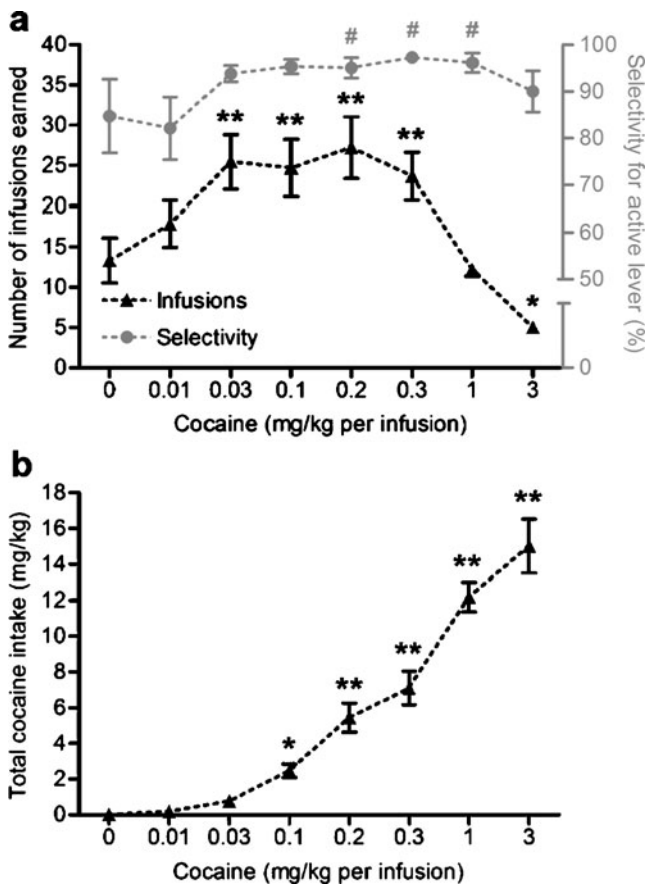 a
# # #
40 100
35 90
30 80
25 70
20
15 60
10 50
5
0 0
** ** ** ** *
Number of infusions earned
Selectivity for active lever (%)
Infusions
Selectivity
0 0.01 0.03 0.1 0.2 0.3 1 3
Cocaine (mg/kg per infusion)
b
18
16
14
12
10
8
6
4
2
0
* ** ** ** **
Total cocaine intake (mg/kg)
0 0.01 0.03 0.1 0.2 0.3 1 3
Cocaine (mg/kg per infusion)